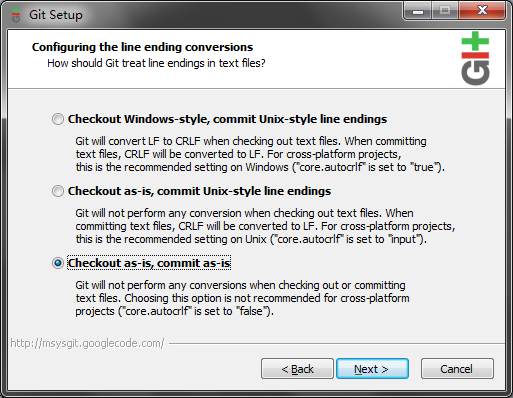 Git Setup
Configuring the line ending conversions
How should Git treat line endings in text files?
GIT
Checkout Windows-style, commit Unix-style line endings
Git will convert LF to CRLF when checking out text files. When committing
text files, CRLF will be converted to LF. For cross-platform projects,
this is the recommended setting on Windows ("core.autocrlf" is set to "true").
Checkout as-is, commit Unix-style line endings
Git will not perform any conversion when checking out text files. When
committing text files, CRLF will be converted to LF. For cross-platform projects,
this is the recommended setting on Unix ("core.autocrlf" is set to "input").
Checkout as-is, commit as-is
Git will not perform any conversions when checking out or committing
text files. Choosing this option is not recommended for cross-platform
projects ("core.autocrlf" is set to "false").
http://msysgit.googlecode.com/
< Back
Next >
Cancel